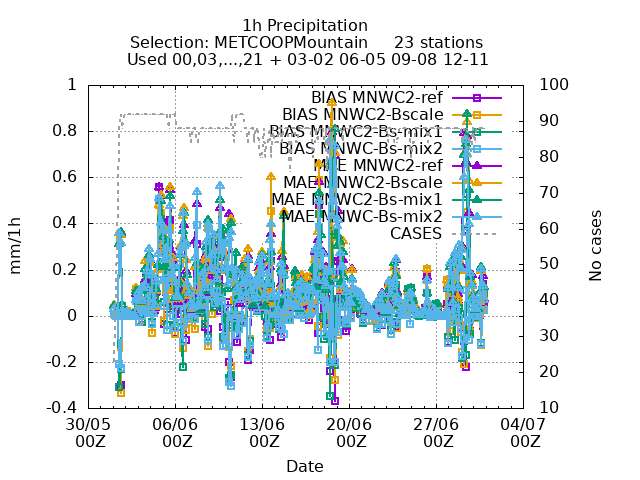 1h Precipitation
Selection: METCOOPMountain 23 stations
Used 00,03,...,21 + 03-02 06-05 09-08 12-11
BIAS MNWC2-ref
BIAS MNWC2-Bscale
BIAS MNWC2-Bs-mix1
BIAS MNWC-Bs-mix2
MAE MNWC2-ref
MAE MNWC2-Bscale
MAE MNWC2-Bs-mix1
MAE MNWC-Bs-mix2
CASES
1
0.8
0.6
0.4
0.2
0
-0.2
-0.4
mm/1h
100
90
80
70
60
50
40
30
20
10
No cases
30/05 06/06 13/06 20/06 27/06 04/07
00Z 00Z 00Z 00Z 00Z 00Z
Date